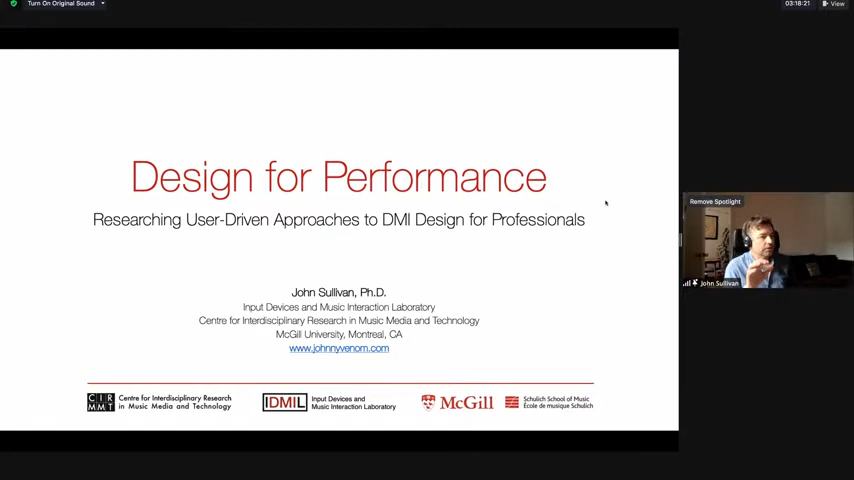 Turn On Original Sound
03:18:21
View
Design for Performance
Researching User-Driven Approaches to DMI Design for Professionals
Remove Spotlight
John Sullivan
John Sullivan, Ph.D.
Input Devices and Music Interaction Laboratory
Centre for Interdisciplinary Research in Music Media and Technology
McGill University, Montreal, CA
www.johnnyvenom.com
CIR
MMT
Centre for Interdisciplinary Research
in Music Media and Technology
IDMIL
Input Devices and
Music Interaction Laboratory
McGill
Schulich School of Music
École de musique Schulich